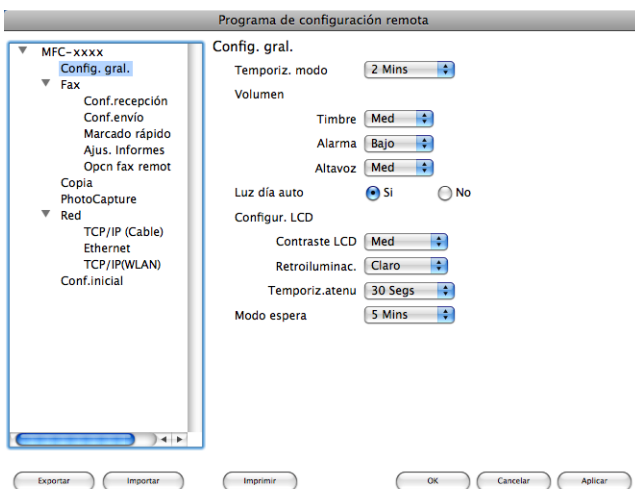 Programa de configuración remota
MFC-xxxx
Config. gral.
Fax
Conf.recepción
Conf.envío
Marcado rápido
Ajus. Informes
Opcn fax remot
Copia
PhotoCapture
Red
TCP/IP (Cable)
Ethernet
TCP/IP(WLAN)
Conf.inicial
Config. gral.
Temporiz. modo 2 Mins
Volumen
Timbre Med
Alarma Bajo
Altavoz Med
Luz día auto Si No
Configur. LCD
Contraste LCD Med
Retroiluminac. Claro
Temporiz.atenu 30 Segs
Modo espera 5 Mins
Exportar Importar Imprimir OK Cancelar Aplicar